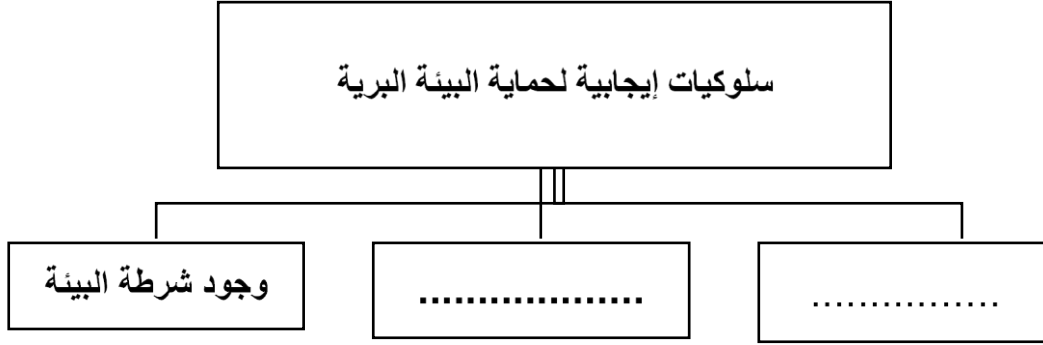 سلوكيات إيجابية لحماية البيئة البرية
................
...................
وجود شرطة البيئة